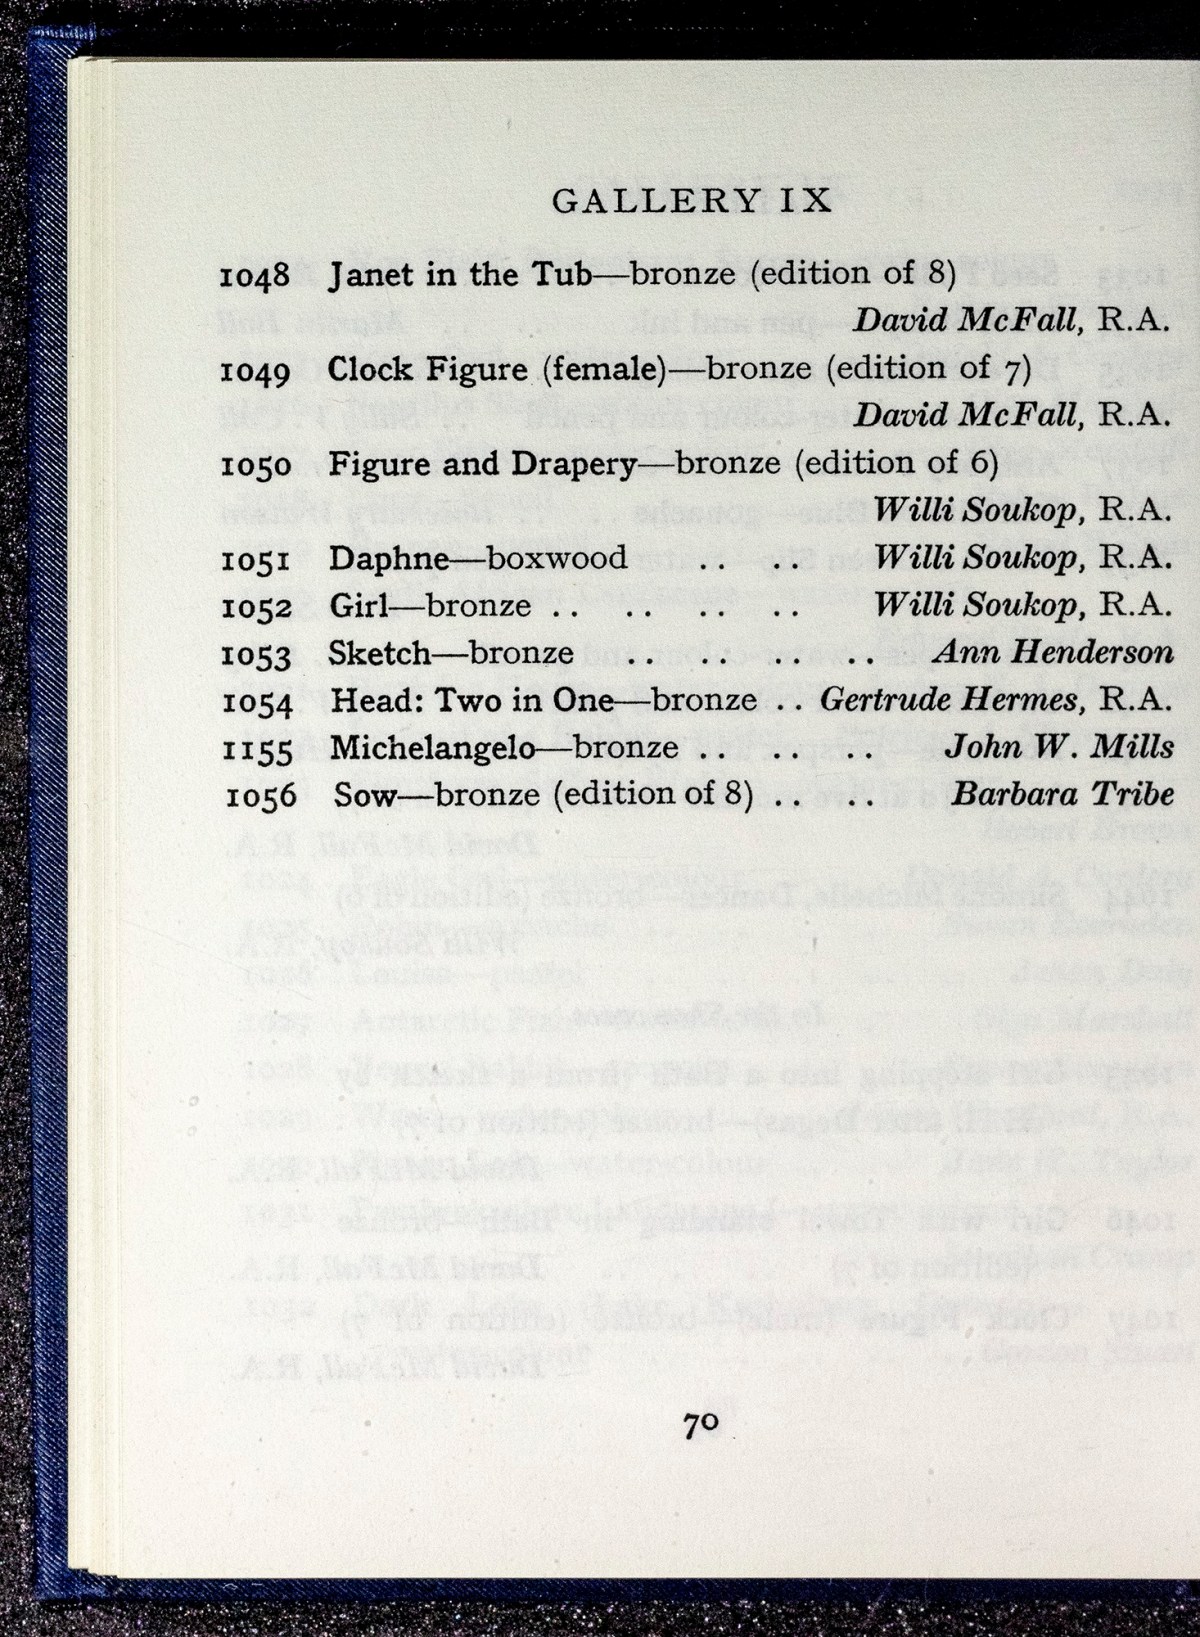 GALLERY IX
1048 Janet in the Tub—bronze (edition of 8)
David McFall, R.A.
1049 Clock Figure (female)—bronze (edition of 7)
David McFall, R.A.
1050 Figure and Drapery—bronze (edition of 6)
Willi Soukop, R.A.
1051 Daphne—boxwood .. .. Willi Soukop, R.A.
1052 Girl—bronze .. .. .. .. Willi Soukop, R.A.
1053 Sketch—bronze .. .. .. .. Ann Henderson
1054 Head: Two in One—bronze .. Gertrude Hermes, R.A.
1155 Michelangelo—bronze .. .. .. John W. Mills
1056 Sow—bronze (edition of 8) .. .. Barbara Tribe
70